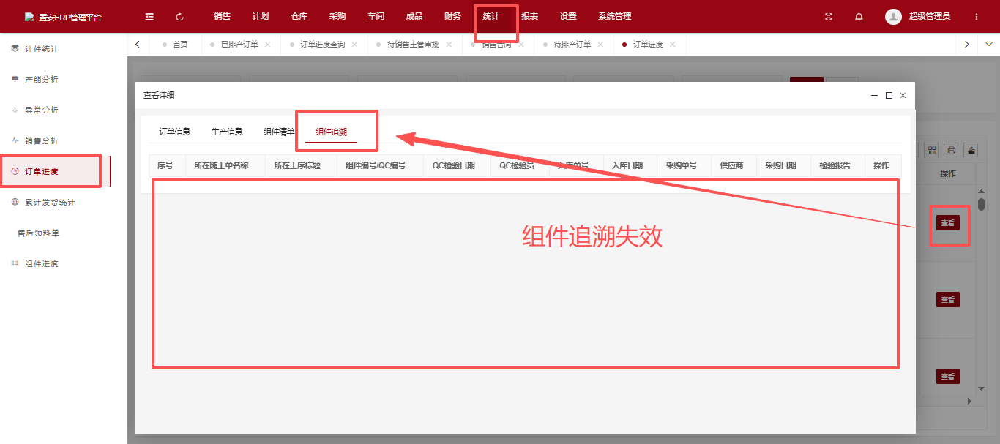 置安ERP管理平台
销售 计划 仓库 采购 车间 成品 财务 统计 报表 设置 系统管理
超级管理员
计件统计
产能分析
异常分析
销售分析
订单进度
累计发货统计
售后领料单
组件进度
首页 已排产订单 订单进度查询 待销售主管审批 销售合同 待排产订单 订单进度
查看详细
订单信息 生产信息 组件清单 组件追溯
序号 所在随工单名称 所在工序标题 组件编号/QC编号 QC检验日期 QC检验员 入库单号 入库日期 采购单号 供应商 采购日期 检验报告 操作
组件追溯失效
操作
查看
查看
查看